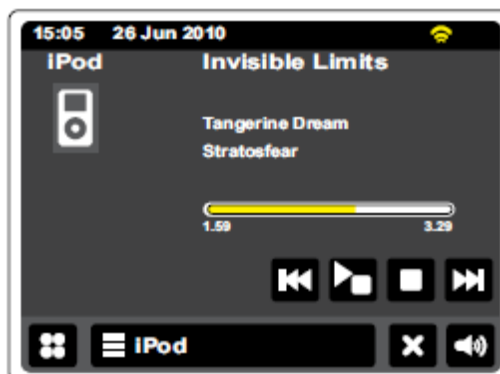 15:05 26 Jun 2010
iPod Invisible Limits
Tangerine Dream
Stratosfear
1.59 3.29
iPod